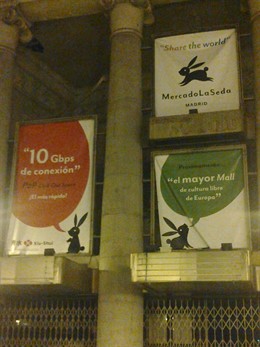 "Share the world"
MercadoLaSeda
MADRID
"10 Gbps
de conexión"
¡El más rápido!
"el mayor Mall
de cultura libre
de Europa"